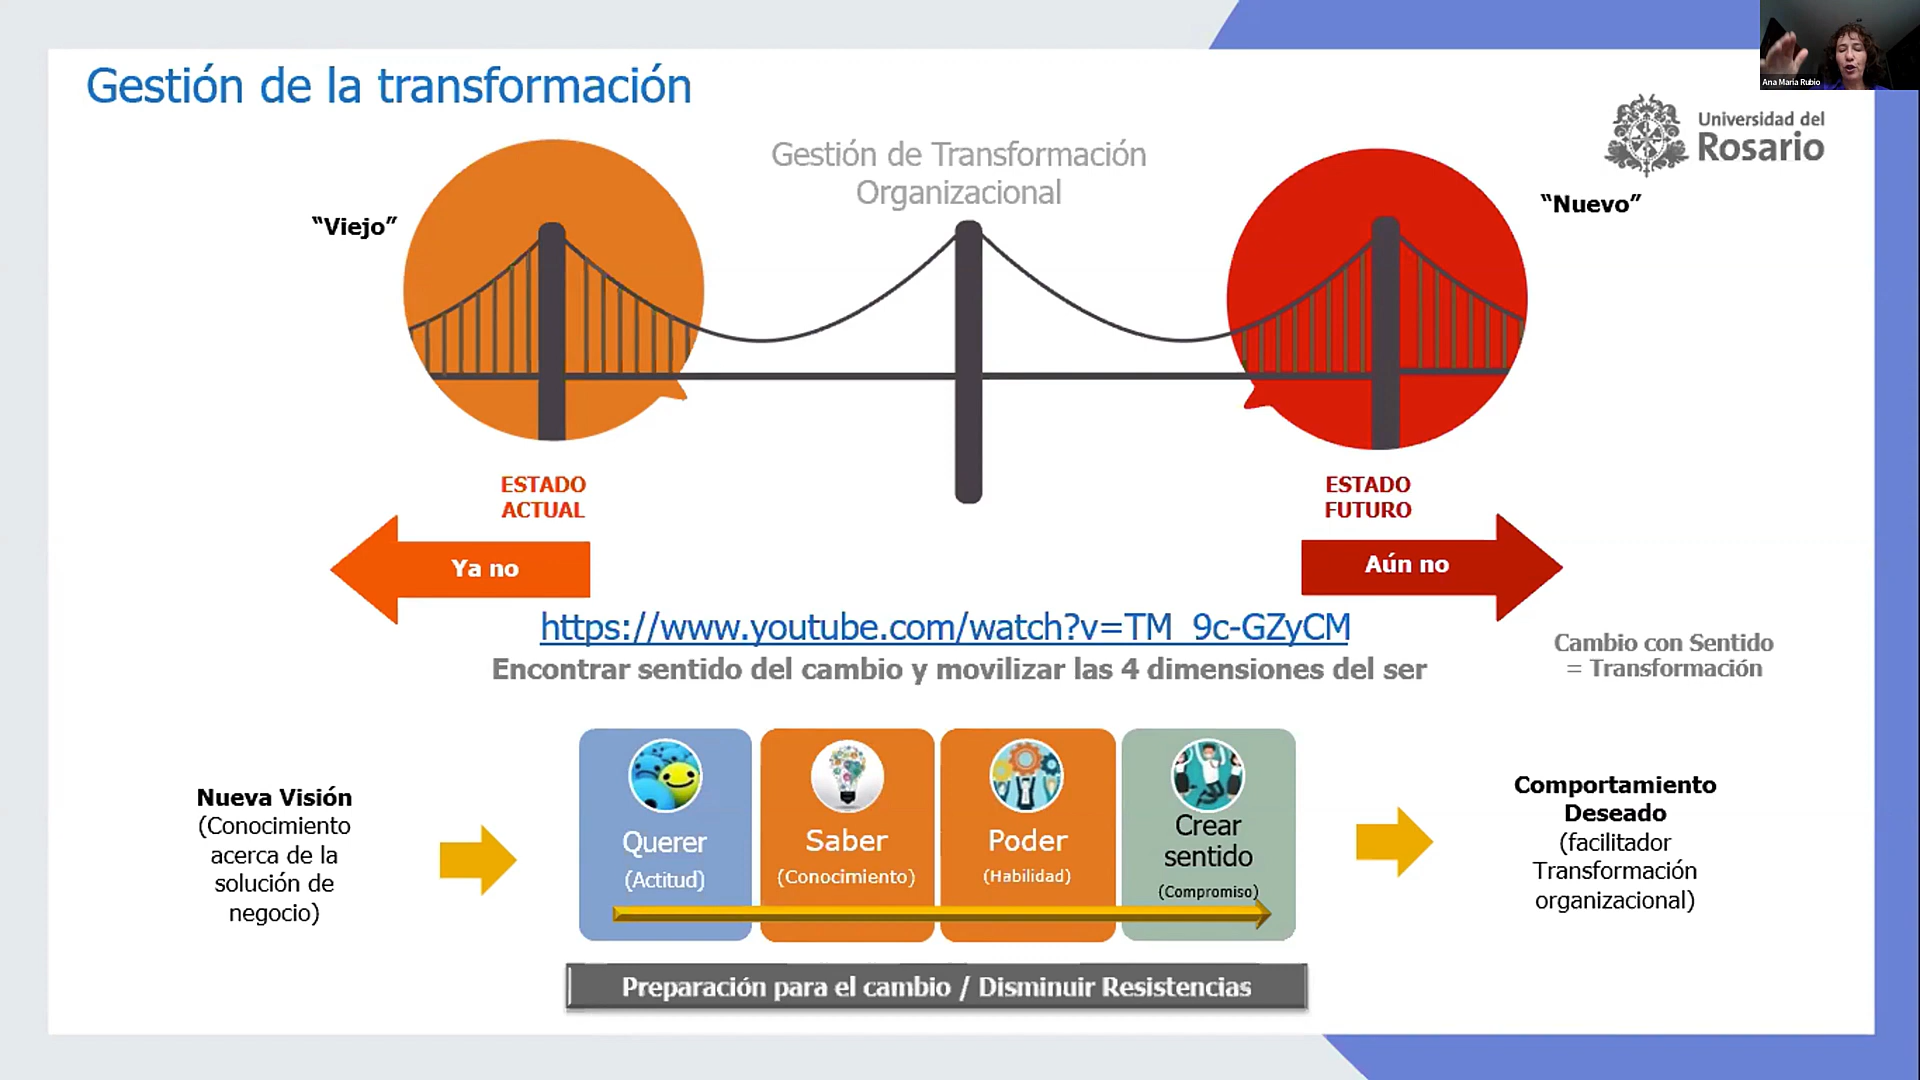 Gestión de la transformación
Ana María Rubio
Universidad del
Rosario
Gestión de Transformación
Organizacional
“Viejo”
“Nuevo”
ESTADO
ACTUAL
ESTADO
FUTURO
Ya no
Aún no
https://www.youtube.com/watch?v=TM_9c-GZyCM
Encontrar sentido del cambio y movilizar las 4 dimensiones del ser
Cambio con Sentido
= Transformación
Nueva Visión
(Conocimiento
acerca de la
solución de
negocio)
Querer
(Actitud)
Saber
(Conocimiento)
Poder
(Habilidad)
Crear
sentido
(Compromiso)
Comportamiento
Deseado
(facilitador
Transformación
organizacional)
Preparación para el cambio / Disminuir Resistencias